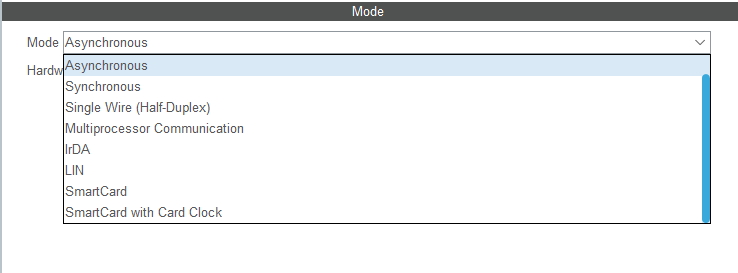 Mode
Mode Asynchronous
Asynchronous
Hardw
Synchronous
Single Wire (Half-Duplex)
Multiprocessor Communication
IrDA
LIN
SmartCard
SmartCard with Card Clock